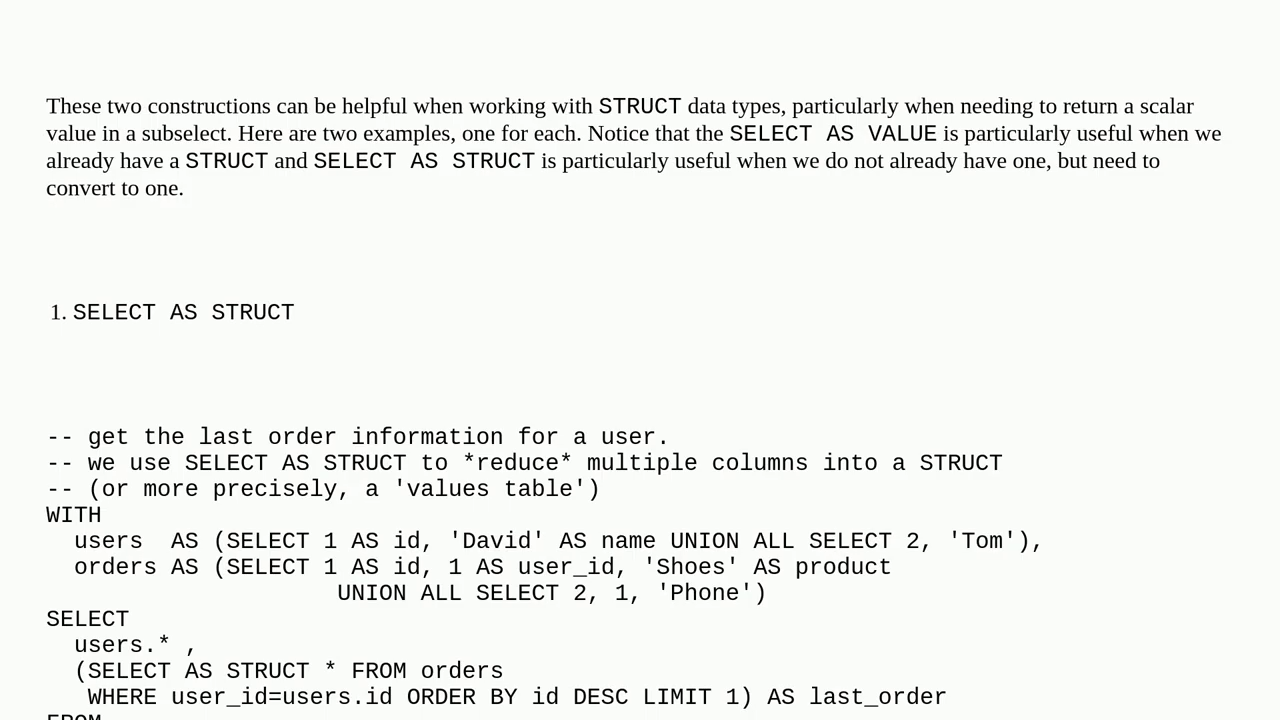 These two constructions can be helpful when working with STRUCT data types, particularly when needing to return a scalar
value in a subselect. Here are two examples, one for each. Notice that the SELECT AS VALUE is particularly useful when we
already have a STRUCT and SELECT AS STRUCT is particularly useful when we do not already have one, but need to
convert to one.
1. SELECT AS STRUCT
-- get the last order information for a user.
-- we use SELECT AS STRUCT to *reduce* multiple columns into a STRUCT
-- (or more precisely, a 'values table')
WITH
  users  AS (SELECT 1 AS id, 'David' AS name UNION ALL SELECT 2, 'Tom'),
  orders AS (SELECT 1 AS id, 1 AS user_id, 'Shoes' AS product
                     UNION ALL SELECT 2, 1, 'Phone')
SELECT
  users.* ,
  (SELECT AS STRUCT * FROM orders
   WHERE user_id=users.id ORDER BY id DESC LIMIT 1) AS last_order
FROM